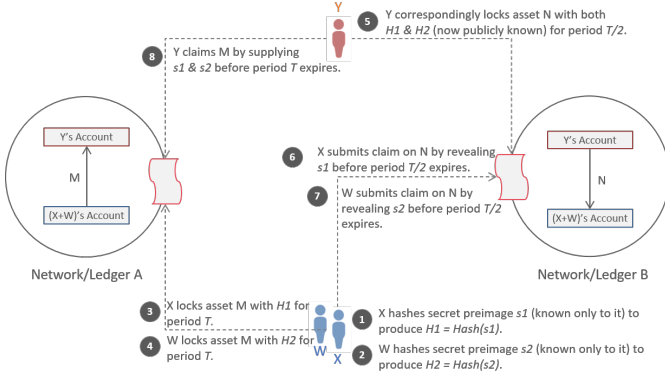 Y
5
Y correspondingly locks asset N with both
H1 & H2 (now publicly known) for period T/2.
8
Y claims M by supplying
s1 & s2 before period T expires.
Y's Account
M
(X+W)'s Account
Network/Ledger A
6
X submits claim on N by revealing
s1 before period T/2 expires.
7
W submits claim on N by
revealing s2 before period T/2
expires.
Y's Account
N
(X+W)'s Account
Network/Ledger B
3
X locks asset M with H1 for
period T.
4
W locks asset M with H2 for
period T.
W
X
1
X hashes secret preimage s1 (known only to it) to
produce H1 = Hash(s1).
2
W hashes secret preimage s2 (known only to it) to
produce H2 = Hash(s2).